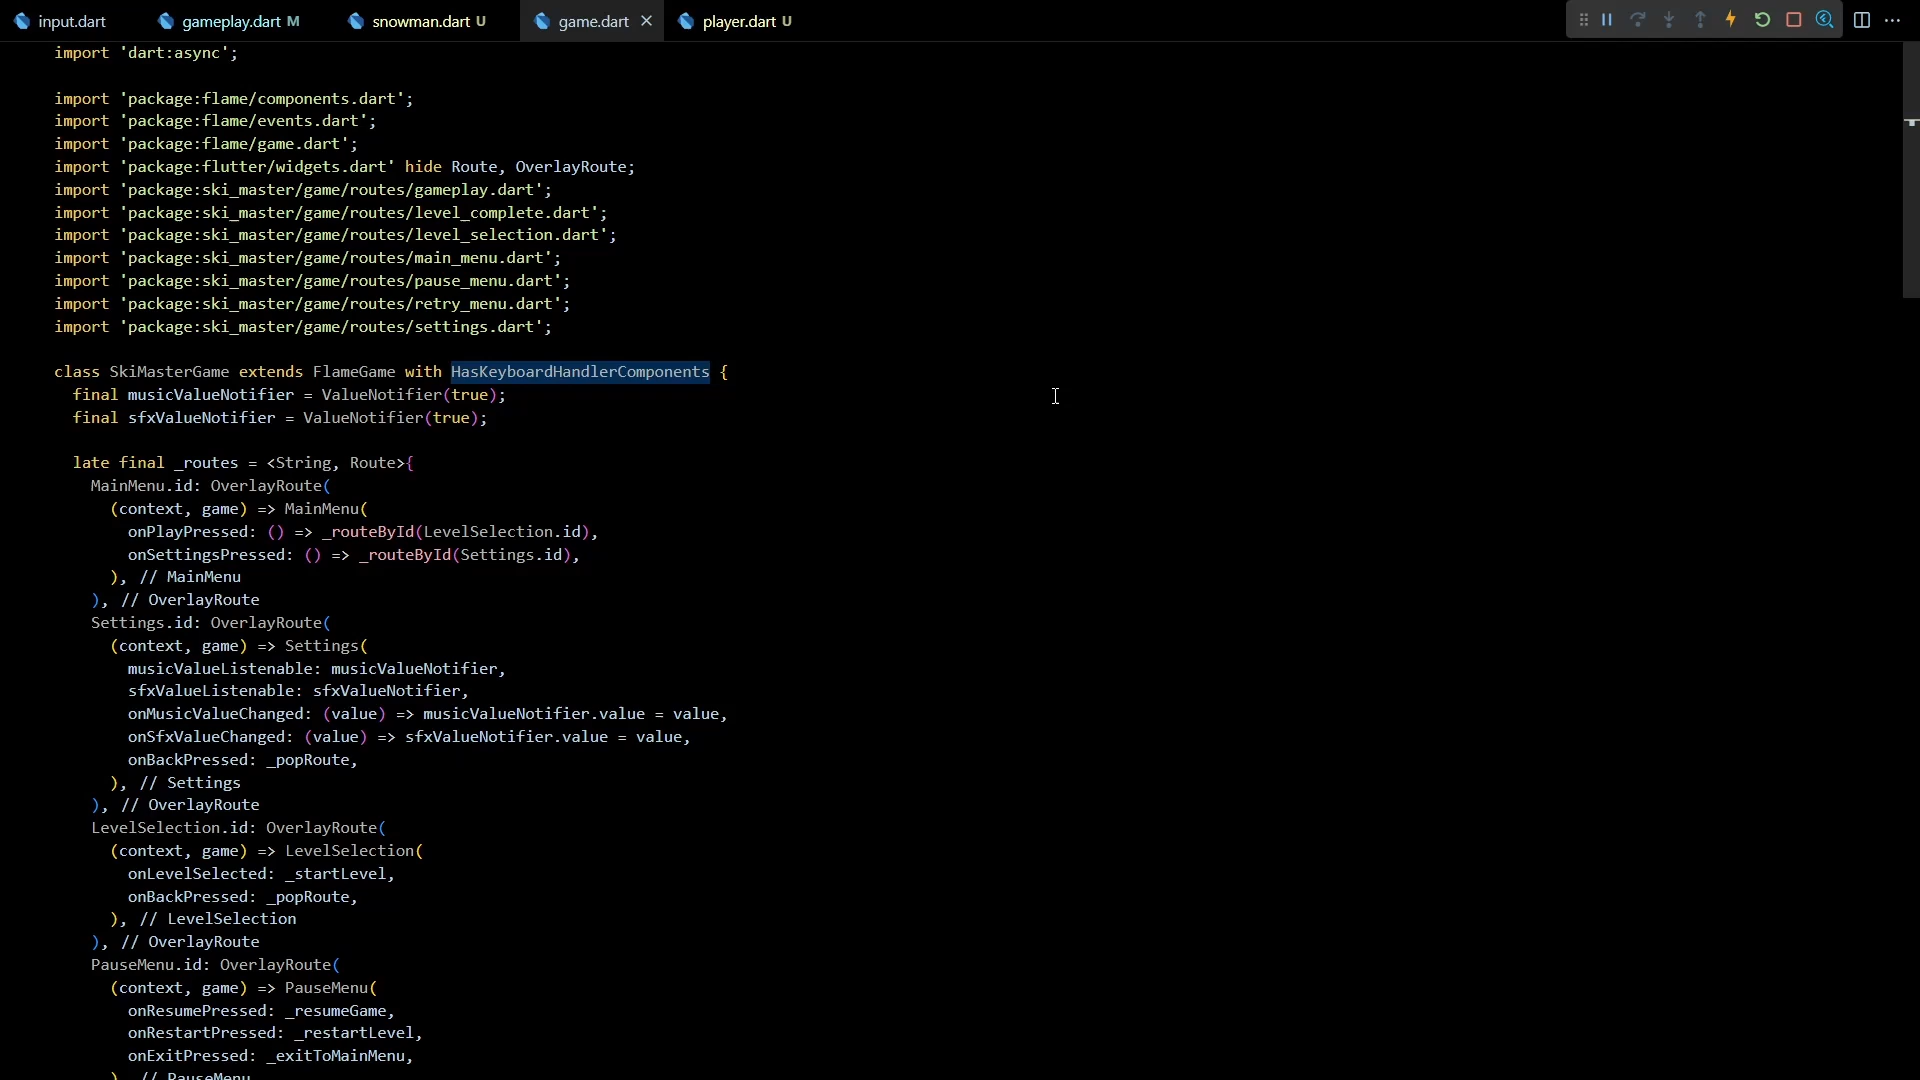 input.dart gameplay.dart M snowman.dart U game.dart player.dart U
import 'dart:async';
import 'package:flame/components.dart';
import 'package:flame/events.dart';
import 'package:flame/game.dart';
import 'package:flutter/widgets.dart' hide Route, OverlayRoute;
import 'package:ski_master/game/routes/gameplay.dart';
import 'package:ski_master/game/routes/level_complete.dart';
import 'package:ski_master/game/routes/level_selection.dart';
import 'package:ski_master/game/routes/main_menu.dart';
import 'package:ski_master/game/routes/pause_menu.dart';
import 'package:ski_master/game/routes/retry_menu.dart';
import 'package:ski_master/game/routes/settings.dart';
class SkiMasterGame extends FlameGame with HasKeyboardHandlerComponents {
final musicValueNotifier = ValueNotifier(true);
final sfxValueNotifier = ValueNotifier(true);
late final _routes = <String, Route>{
MainMenu.id: OverlayRoute(
(context, game) => MainMenu(
onPlayPressed: () => _routeById(LevelSelection.id),
onSettingsPressed: () => _routeById(Settings.id),
), // MainMenu
), // OverlayRoute
Settings.id: OverlayRoute(
(context, game) => Settings(
musicValueListenable: musicValueNotifier,
sfxValueListenable: sfxValueNotifier,
onMusicValueChanged: (value) => musicValueNotifier.value = value,
onSfxValueChanged: (value) => sfxValueNotifier.value = value,
onBackPressed: _popRoute,
), // Settings
), // OverlayRoute
LevelSelection.id: OverlayRoute(
(context, game) => LevelSelection(
onLevelSelected: _startLevel,
onBackPressed: _popRoute,
), // LevelSelection
), // OverlayRoute
PauseMenu.id: OverlayRoute(
(context, game) => PauseMenu(
onResumePressed: _resumeGame,
onRestartPressed: _restartLevel,
onExitPressed: _exitToMainMenu,
), // PauseMenu